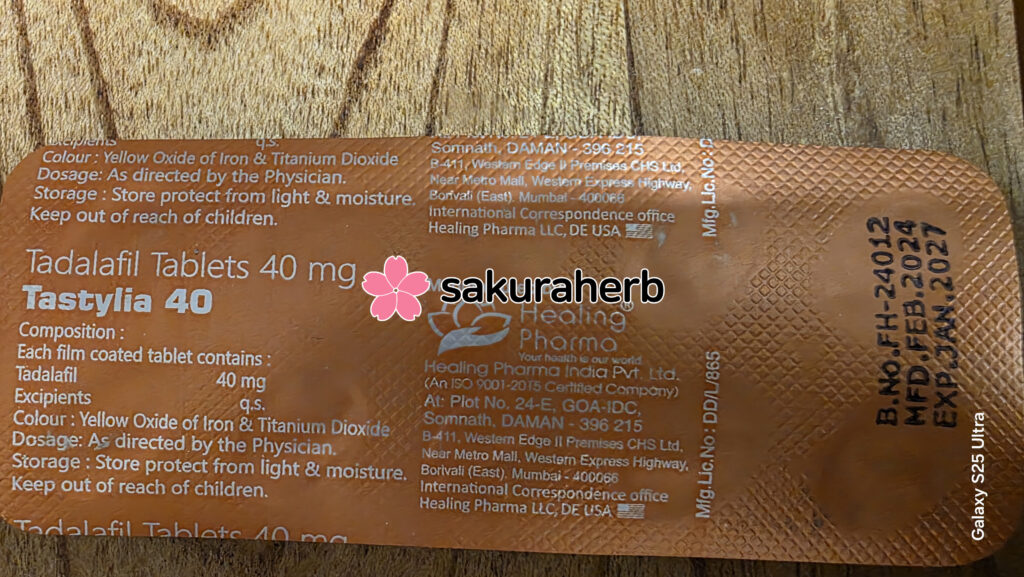 Excipients q.s.
Colour : Yellow Oxide of Iron & Titanium Dioxide
Dosage: As directed by the Physician.
Storage : Store protect from light & moisture.
Keep out of reach of children.
Tadalafil Tablets 40 mg
Tastylia 40
Composition :
Each film coated tablet contains :
Tadalafil 40 mg
Excipients q.s.
Colour : Yellow Oxide of Iron & Titanium Dioxide
Dosage: As directed by the Physician.
Storage : Store protect from light & moisture.
Keep out of reach of children.
Tadalafil Tablets 40 mg
Somnath, DAMAN - 396 215
B-411, Western Edge II Premises CHS Ltd,
Near Metro Mall, Western Express Highway,
Borivali (East), Mumbai - 400066
International Correspondence office
Healing Pharma LLC, DE USA
sakuraherb
Healing
Pharma
Your health is our world
Healing Pharma India Pvt. Ltd.
(An ISO 9001-2015 Certified Company)
At: Plot No. 24-E, GOA-IDC,
Somnath, DAMAN - 396 215
B-411, Western Edge II Premises CHS Ltd,
Near Metro Mall, Western Express Highway,
Borivali (East), Mumbai - 400066
International Correspondence office
Healing Pharma LLC, DE USA
Mfg.Lic.No:D
Mfg.Lic.No : DD/L/865
B.NO.FH-24012
MFD.FEB.2024
EXP.JAN.2027
Galaxy S25 Ultra